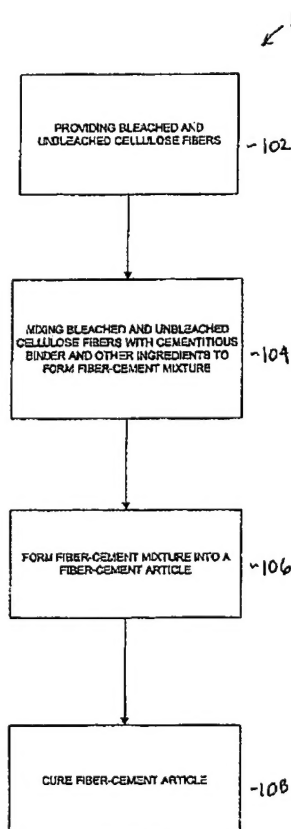 PROVIDING BLEACHED AND
UNBLEACHED CELLULOSE FIBERS
~102
MIXING BLEACHED AND UNBLEACHED
CELLULOSE FIBERS WITH CEMENTITIOUS
BINDER AND OTHER INGREDIENTS TO
FORM FIBER-CEMENT MIXTURE
~104
FORM FIBER-CEMENT MIXTURE INTO A
FIBER-CEMENT ARTICLE
~106
CURE FIBER-CEMENT ARTICLE
~108